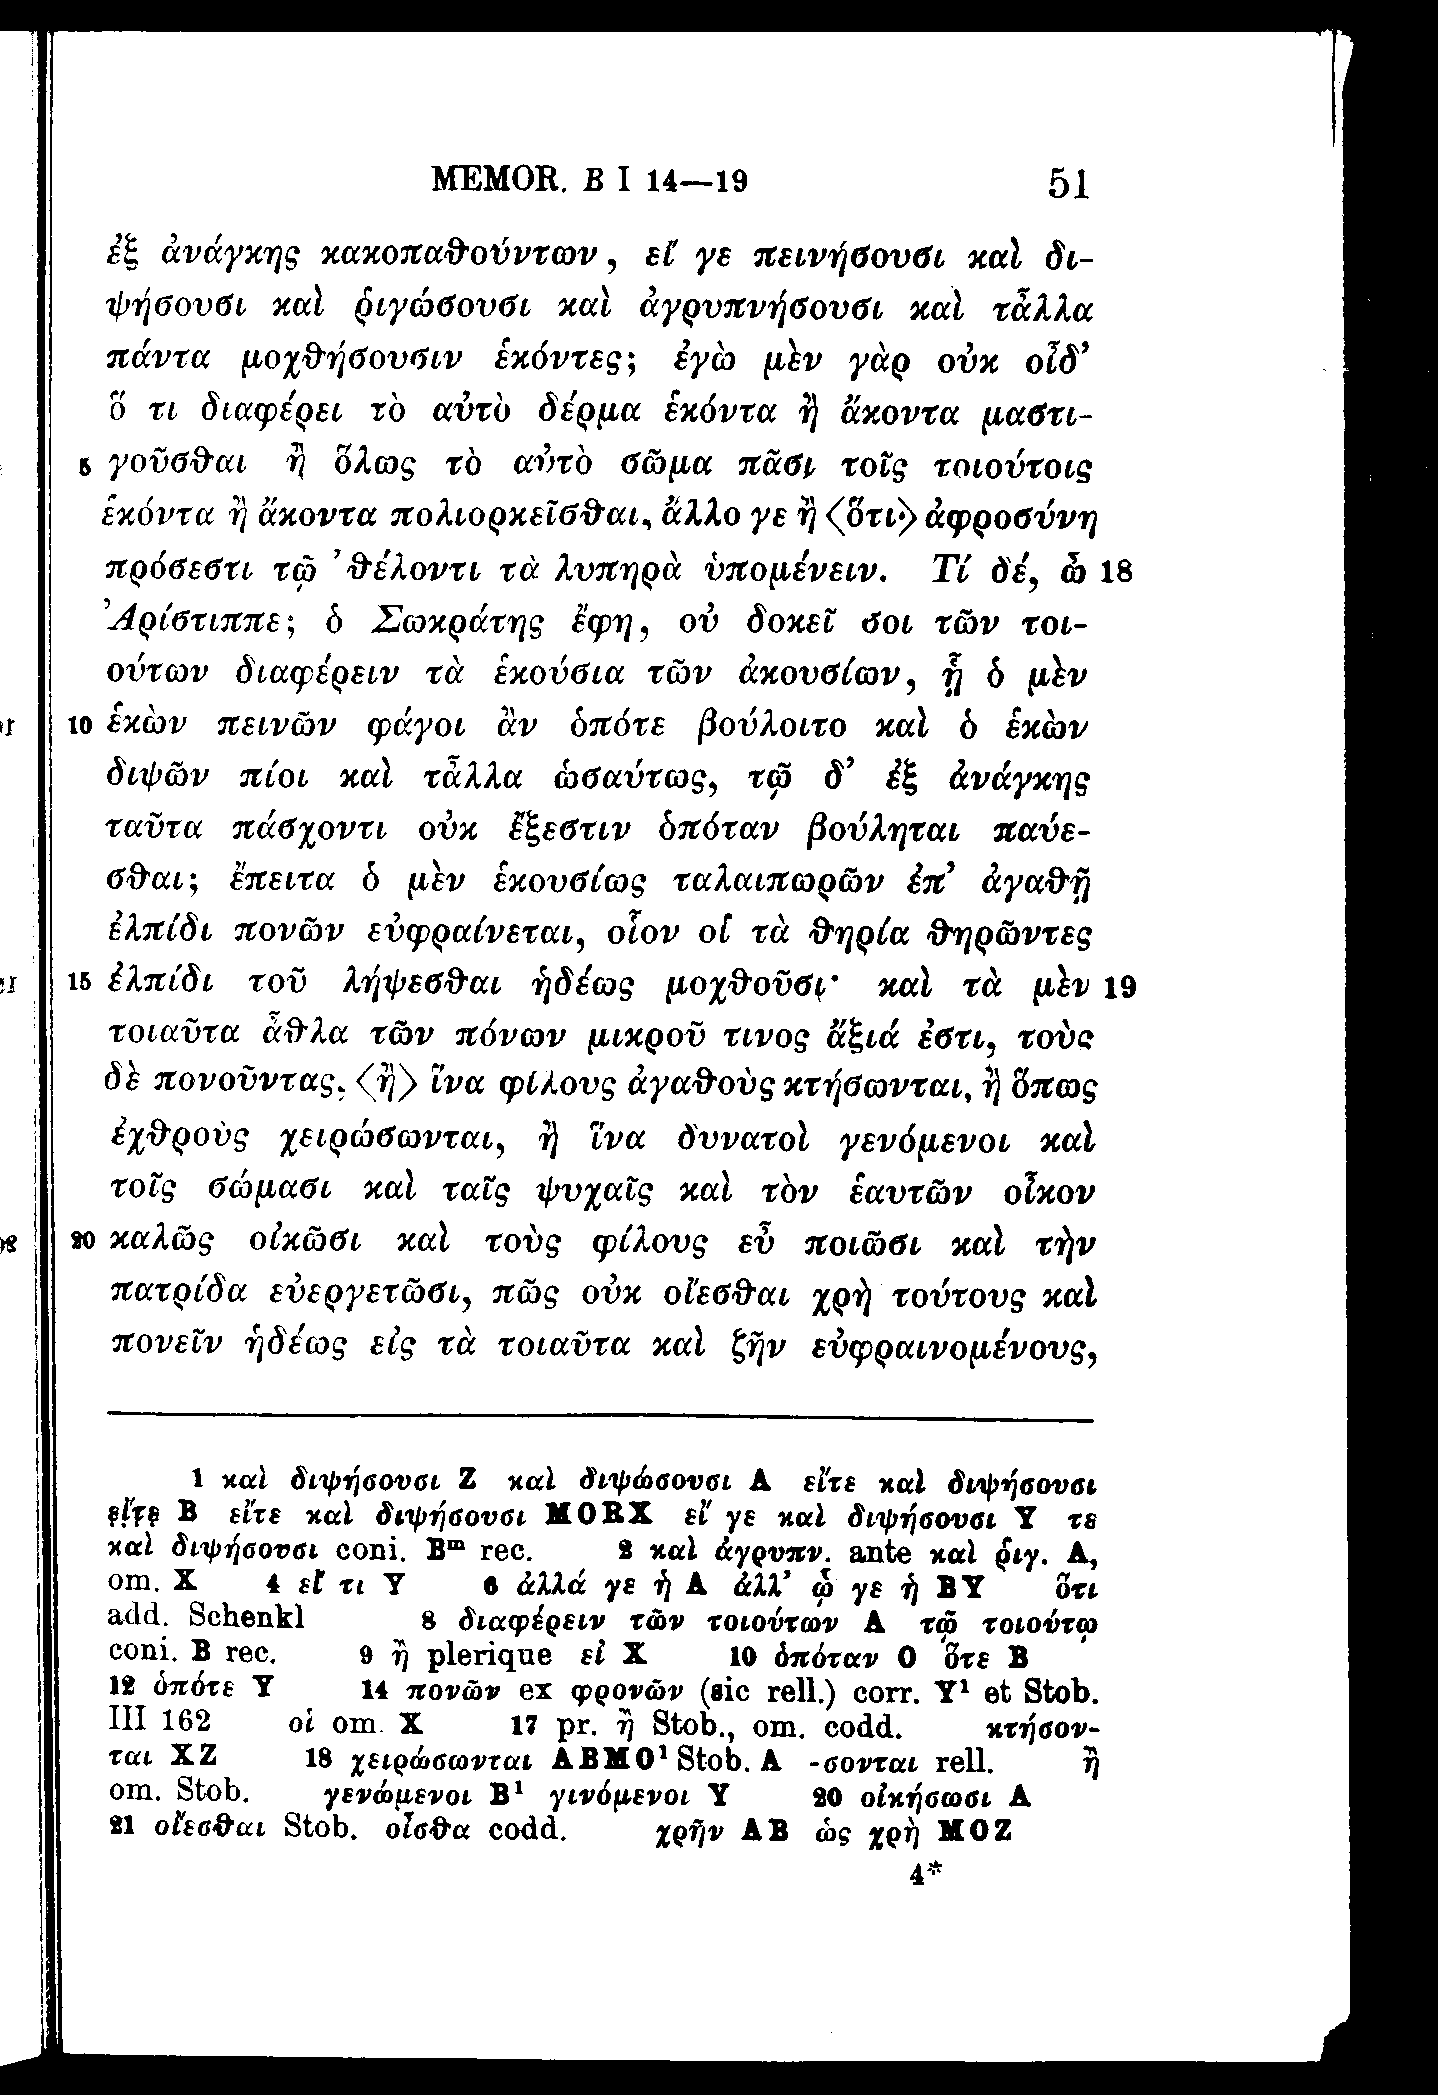 MEMOR. B I 14—19 51
ἐξ ἀνάγκης κακοπαθούντων, εἴ γε πεινήσουσι καὶ δι-
ψήσουσι καὶ ῥιγώσουσι καὶ ἀγρυπνήσουσι καὶ τἆλλα
πάντα μοχθήσουσιν ἑκόντες; ἐγὼ μὲν γὰρ οὐκ οἶδ’
ὅ τι διαφέρει τὸ αὐτὸ δέρμα ἑκόντα ἢ ἄκοντα μαστι-
5 γοῦσθαι ἢ ὅλως τὸ αὐτὸ σῶμα πᾶσι τοῖς τοιούτοις
ἑκόντα ἢ ἄκοντα πολιορκεῖσθαι, ἄλλο γε ἢ ⟨ὅτι⟩ ἀφροσύνη
πρόσεστι τῷ ’θέλοντι τὰ λυπηρὰ ὑπομένειν. Τί δέ, ὦ 18
Ἀρίστιππε; ὁ Σωκράτης ἔφη, οὐ δοκεῖ σοι τῶν τοι-
ούτων διαφέρειν τὰ ἑκούσια τῶν ἀκουσίων, ᾗ ὁ μὲν
10 ἑκὼν πεινῶν φάγοι ἂν ὁπότε βούλοιτο καὶ ὁ ἑκὼν
διψῶν πίοι καὶ τἆλλα ὡσαύτως, τῷ δ’ ἐξ ἀνάγκης
ταῦτα πάσχοντι οὐκ ἔξεστιν ὁπόταν βούληται παύε-
σθαι; ἔπειτα ὁ μὲν ἑκουσίως ταλαιπωρῶν ἐπ’ ἀγαθῇ
ἐλπίδι πονῶν εὐφραίνεται, οἷον οἱ τὰ θηρία θηρῶντες
15 ἐλπίδι τοῦ λήψεσθαι ἡδέως μοχθοῦσι· καὶ τὰ μὲν 19
τοιαῦτα ἆθλα τῶν πόνων μικροῦ τινος ἄξιά ἐστι, τοὺς
δὲ πονοῦντας, ⟨ἢ⟩ ἵνα φίλους ἀγαθοὺς κτήσωνται, ἢ ὅπως
ἐχθροὺς χειρώσωνται, ἢ ἵνα δυνατοὶ γενόμενοι καὶ
τοῖς σώμασι καὶ ταῖς ψυχαῖς καὶ τὸν ἑαυτῶν οἶκον
20 καλῶς οἰκῶσι καὶ τοὺς φίλους εὖ ποιῶσι καὶ τὴν
πατρίδα εὐεργετῶσι, πῶς οὐκ οἴεσθαι χρὴ τούτους καὶ
πονεῖν ἡδέως εἰς τὰ τοιαῦτα καὶ ζῆν εὐφραινομένους,
1 καὶ διψήσουσι Z καὶ διψώσουσι A εἴτε καὶ διψήσουσι
εἴτε B εἴτε καὶ διψήσουσι MORX εἴ γε καὶ διψήσουσι Y τε
καὶ διψήσουσι coni. Bᵐ rec. 2 καὶ ἀγρυπν. ante καὶ ῥιγ. A,
om. X 4 εἴ τι Y 6 ἀλλά γε ἡ A ἀλλ’ ᾧ γε ἡ BY ὅτι
add. Schenkl 8 διαφέρειν τῶν τοιούτων A τῷ τοιούτῳ
coni. B rec. 9 ἢ plerique εἰ X 10 ὁπόταν O ὅτε B
12 ὁπότε Y 14 πονῶν ex φρονῶν (sic rell.) corr. Y¹ et Stob.
III 162 οἱ om. X 17 pr. ἢ Stob., om. codd. κτήσον-
ται XZ 18 χειρώσωνται ABMO¹ Stob. A -σονται rell. ἢ
om. Stob. γενώμενοι B¹ γινόμενοι Y 20 οἰκήσωσι A
21 οἴεσθαι Stob. οἶσθα codd. χρῆν AB ὡς χρὴ MOZ
4*